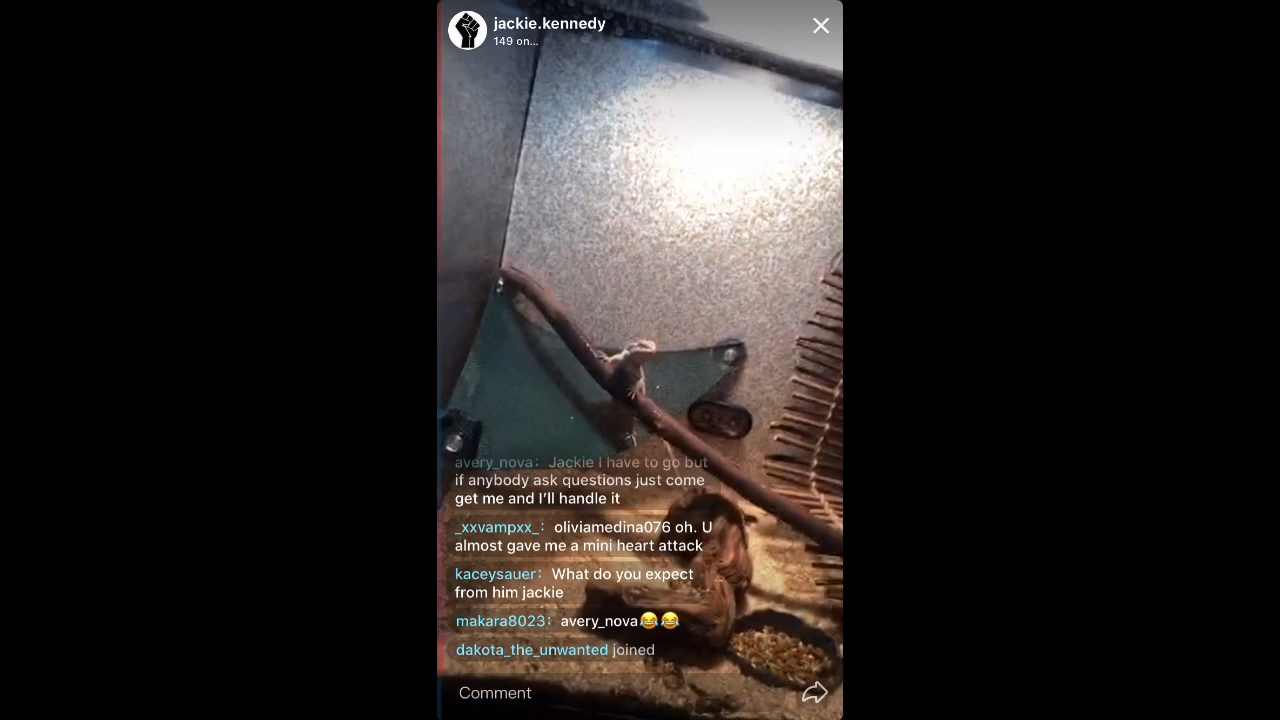 jackie.kennedy
149 on...
avery_nova: Jackie I have to go but
if anybody ask questions just come
get me and I’ll handle it
_xxvampxx_: oliviamedina076 oh. U
almost gave me a mini heart attack
kaceysauer: What do you expect
from him jackie
makara8023: avery_nova😂😂
dakota_the_unwanted joined
Comment